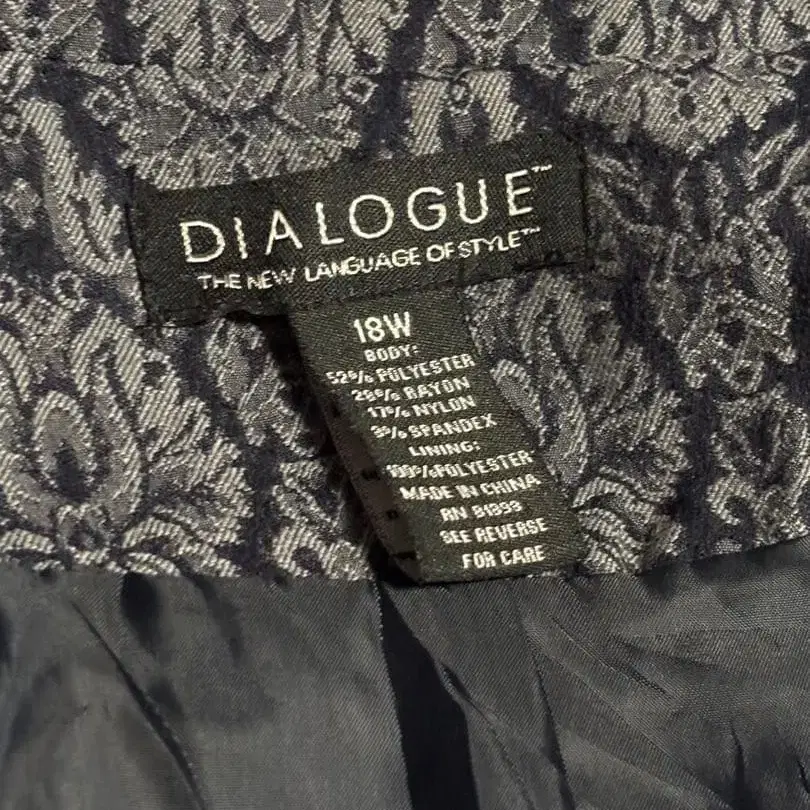 DIALOGUE™
THE NEW LANGUAGE OF STYLE™
18W
BODY:
52% POLYESTER
28% RAYON
17% NYLON
3% SPANDEX
LINING:
100% POLYESTER
MADE IN CHINA
RN 81393
SEE REVERSE
FOR CARE